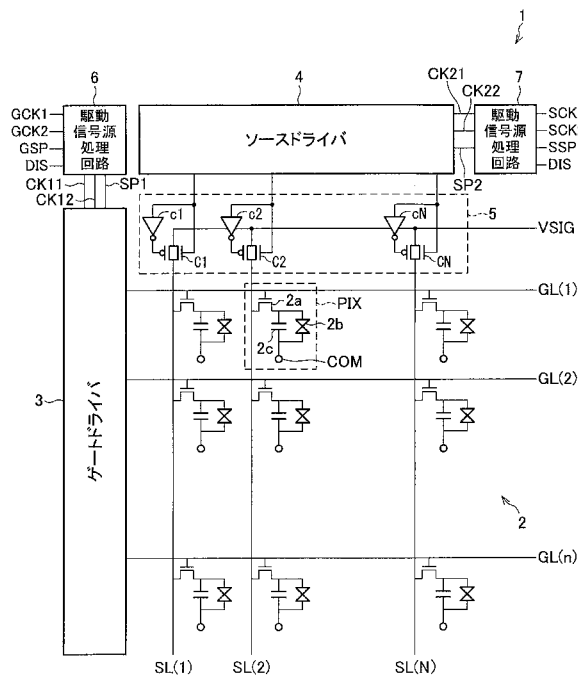 1
6
4
CK21
CK22
7
GCK1
GCK2
GSP
DIS
駆動
信号源
処理
回路
ソースドライバ
駆動
信号源
処理
回路
SCK
SCK
SSP
DIS
CK11
CK12
SP1
SP2
c1
c2
cN
5
VSIG
C1
C2
CN
GL(1)
2a
PIX
2b
2c
COM
GL(2)
3
ゲートドライバ
2
GL(n)
SL(1)
SL(2)
SL(N)